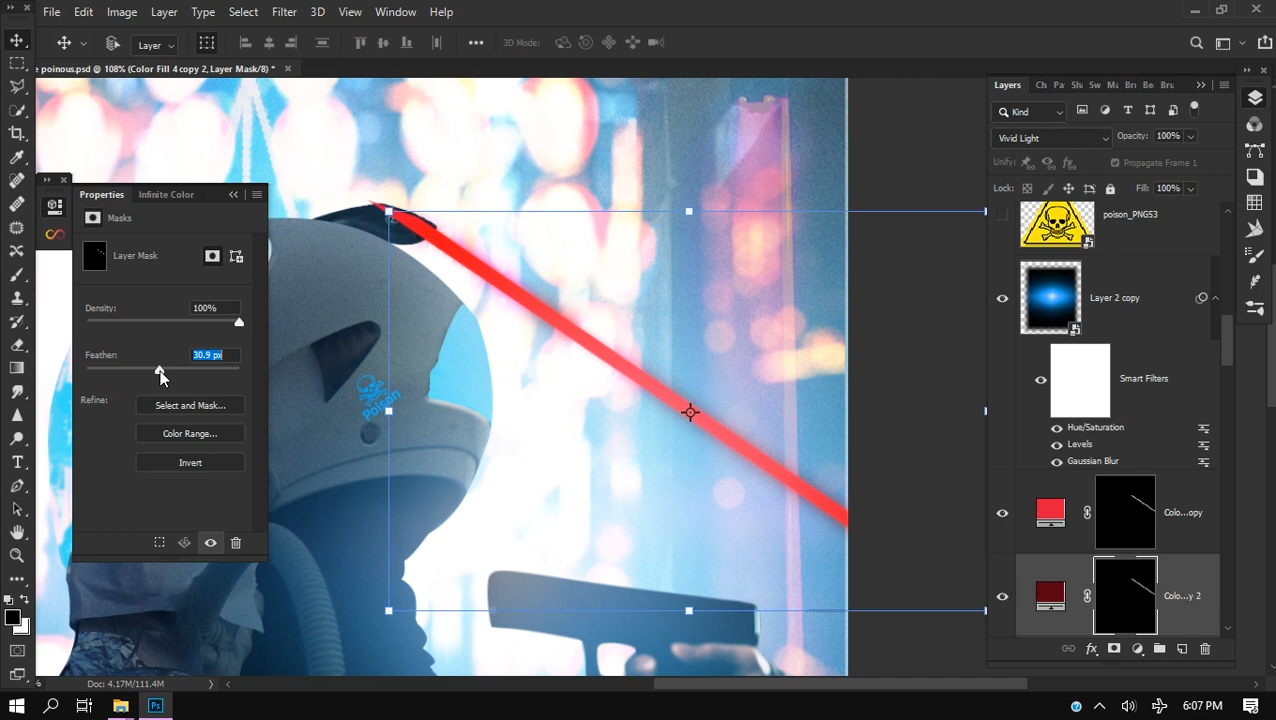 File Edit Image Layer Type Select Filter 3D View Window Help
Layer 3D Mode:
e poinous.psd @ 108% (Color Fill 4 copy 2, Layer Mask/8) *
Properties Infinite Color
Masks
Layer Mask
Density: 100%
Feather: 30.9 px
Refine: Select and Mask...
Color Range...
Invert
Poison
Layers Ch Pa Sh Sw Ma Bri Be Bru
Kind
Vivid Light Opacity: 100%
Unify: Propagate Frame 1
Lock: Fill: 100%
poison_PNG53
Layer 2 copy
Smart Filters
Hue/Saturation
Levels
Gaussian Blur
Colo...opy
Colo...y 2
% Doc: 4.17M/111.4M
Ps 6:07 PM